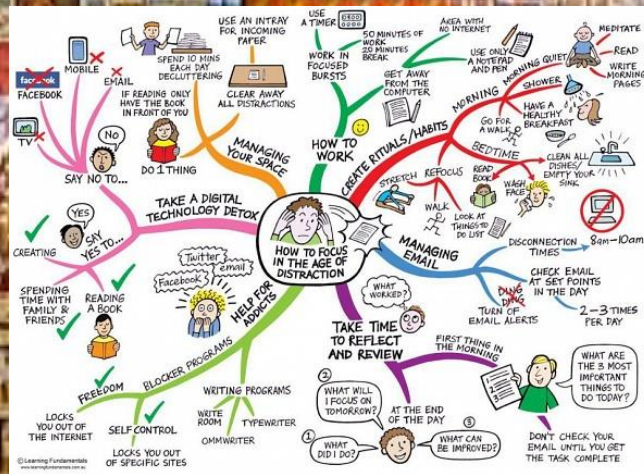 HOW TO FOCUS
IN THE AGE OF
DISTRACTION
HOW TO
WORK
WORK IN
FOCUSED
BURSTS
USE
A TIMER
50 MINUTES OF
WORK
10 MINUTES
BREAK
GET AWAY
FROM THE
COMPUTER
AREA WITH
NO INTERNET
USE ONLY
A NOTEPAD
AND PEN
CREATE RITUALS/HABITS
MORNING
MORNING QUIET
MEDITATE
READ
WRITE
MORNING
PAGES
SHOWER
HAVE A
HEALTHY
BREAKFAST
GO FOR
A WALK
BEDTIME
CLEAN ALL
DISHES/
EMPTY YOUR
SINK
WASH
FACE
READ
BOOK
REFOCUS
STRETCH
WALK
LOOK AT
THINGS TO
DO LIST
MANAGING
EMAIL
DISCONNECTION
TIMES
8am-10am
CHECK EMAIL
AT SET POINTS
IN THE DAY
2-3 TIMES
PER DAY
DING
DING
TURN OF
EMAIL ALERTS
TAKE TIME
TO REFLECT
AND REVIEW
WHAT
WORKED?
FIRST THING IN
THE MORNING
WHAT ARE
THE 3 MOST
IMPORTANT
THINGS TO
DO TODAY?
DON'T CHECK YOUR
EMAIL UNTIL YOU GET
THE TASK COMPLETE
AT THE END
OF THE DAY
1
WHAT
DID I DO?
2
WHAT WILL
I FOCUS ON
TOMORROW?
3
WHAT CAN
BE IMPROVED?
HELP FOR
ADDICTS
Twitter
email
Facebook
BLOCKER PROGRAMS
FREEDOM
LOCKS YOU
OUT OF THE
INTERNET
SELF CONTROL
LOCKS YOU OUT
OF SPECIFIC SITES
WRITING PROGRAMS
WRITE
ROOM
OMMWRITER
TYPEWRITER
TAKE A DIGITAL
TECHNOLOGY DETOX
SAY NO TO...
NO
TV
facebook
FACEBOOK
MOBILE
EMAIL
SAY
YES TO...
YES
CREATING
SPENDING
TIME WITH
FAMILY &
FRIENDS
READING
A BOOK
MANAGING
YOUR SPACE
DO 1 THING
IF READING ONLY
HAVE THE BOOK
IN FRONT OF YOU
SPEND 10 MINS
EACH DAY
DECLUTTERING
USE AN INTRAY
FOR INCOMING
PAPER
CLEAR AWAY
ALL DISTRACTIONS
© Learning Fundamentals
www.learningfundamentals.com.au